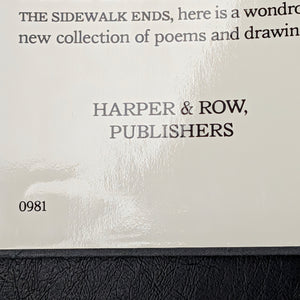 THE SIDEWALK ENDS, here is a wondro
new collection of poems and drawin
HARPER & ROW,
PUBLISHERS
0981